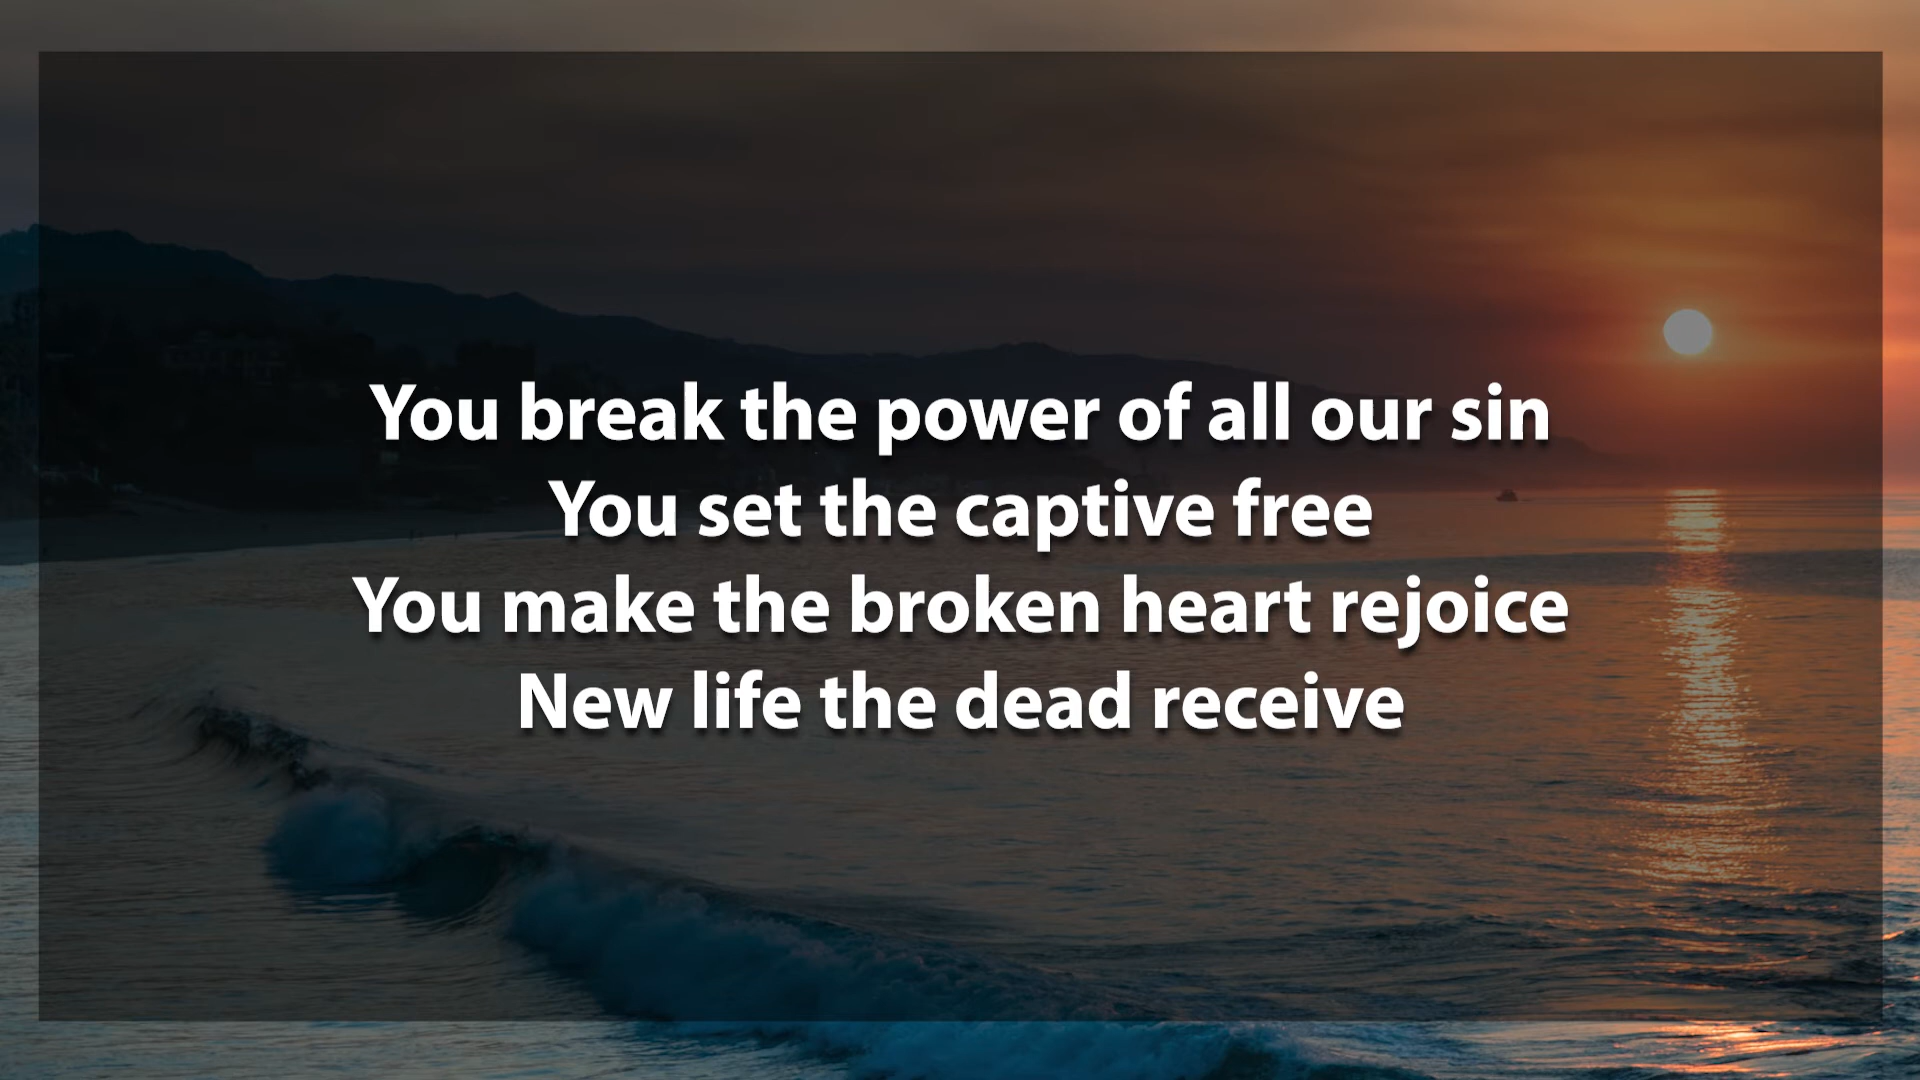 You break the power of all our sin
You set the captive free
You make the broken heart rejoice
New life the dead receive